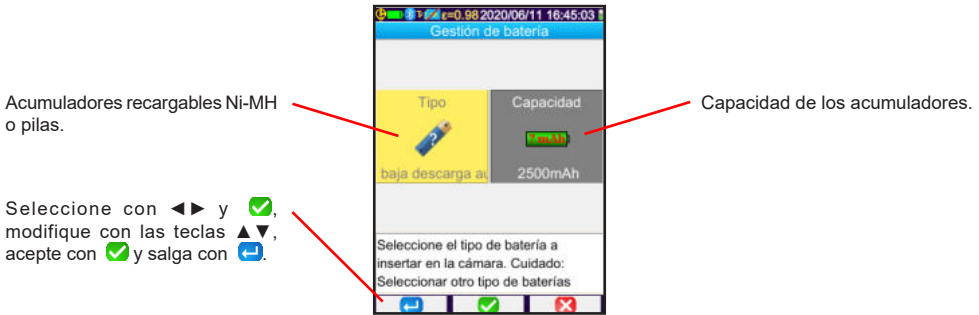 ε=0.98 2020/06/11 16:45:03
Gestión de batería
Acumuladores recargables Ni-MH
o pilas.
Tipo
Capacidad
Capacidad de los acumuladores.
? mAh
baja descarga au
2500mAh
Seleccione con ◄► y ,
modifique con las teclas ▲▼,
acepte con y salga con .
Seleccione el tipo de batería a
insertar en la cámara. Cuidado:
Seleccionar otro tipo de baterías